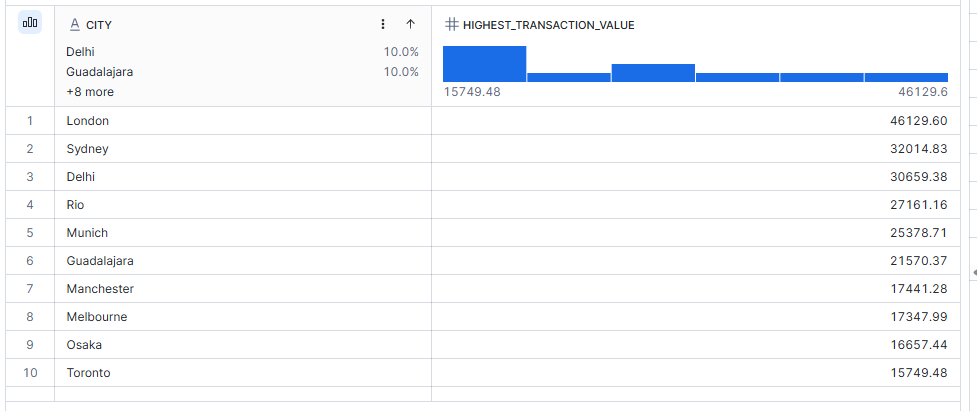 CITY HIGHEST_TRANSACTION_VALUE
Delhi 10.0%
Guadalajara 10.0%
+8 more 15749.48 46129.6
1 London 46129.60
2 Sydney 32014.83
3 Delhi 30659.38
4 Rio 27161.16
5 Munich 25378.71
6 Guadalajara 21570.37
7 Manchester 17441.28
8 Melbourne 17347.99
9 Osaka 16657.44
10 Toronto 15749.48